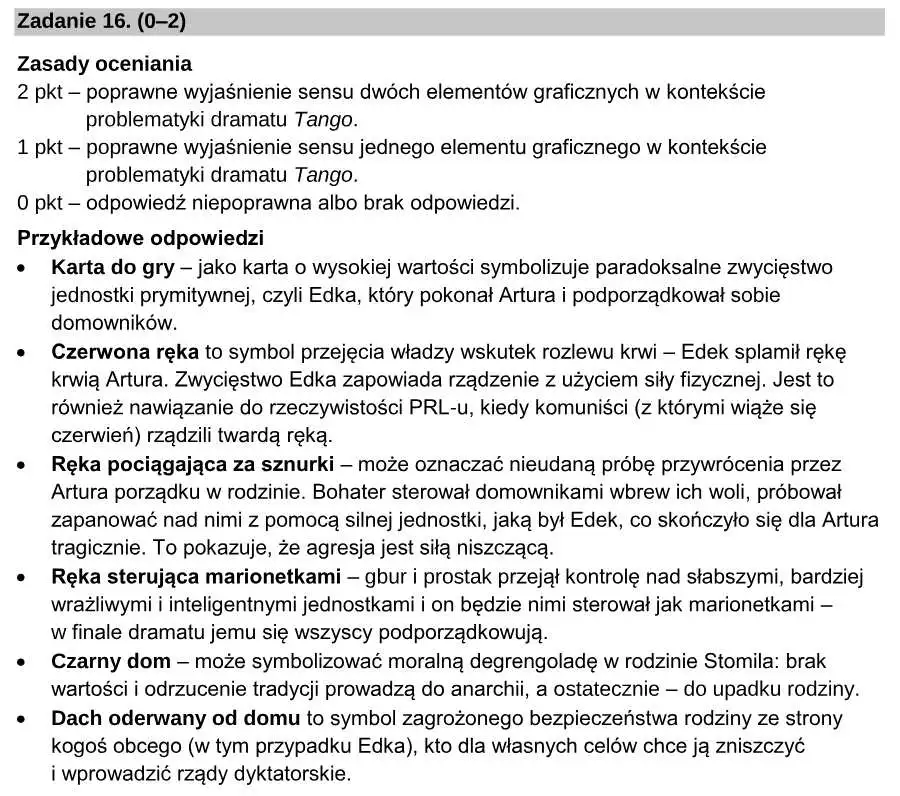 Zadanie 16. (0–2)
Zasady oceniania
2 pkt – poprawne wyjaśnienie sensu dwóch elementów graficznych w kontekście
problematyki dramatu Tango.
1 pkt – poprawne wyjaśnienie sensu jednego elementu graficznego w kontekście
problematyki dramatu Tango.
0 pkt – odpowiedź niepoprawna albo brak odpowiedzi.
Przykładowe odpowiedzi
• Karta do gry – jako karta o wysokiej wartości symbolizuje paradoksalne zwycięstwo
jednostki prymitywnej, czyli Edka, który pokonał Artura i podporządkował sobie
domowników.
• Czerwona ręka to symbol przejęcia władzy wskutek rozlewu krwi – Edek splamił rękę
krwią Artura. Zwycięstwo Edka zapowiada rządzenie z użyciem siły fizycznej. Jest to
również nawiązanie do rzeczywistości PRL-u, kiedy komuniści (z którymi wiąże się
czerwień) rządzili twardą ręką.
• Ręka pociągająca za sznurki – może oznaczać nieudaną próbę przywrócenia przez
Artura porządku w rodzinie. Bohater sterował domownikami wbrew ich woli, próbował
zapanować nad nimi z pomocą silnej jednostki, jaką był Edek, co skończyło się dla Artura
tragicznie. To pokazuje, że agresja jest siłą niszczącą.
• Ręka sterująca marionetkami – gbur i prostak przejął kontrolę nad słabszymi, bardziej
wrażliwymi i inteligentnymi jednostkami i on będzie nimi sterował jak marionetkami –
w finale dramatu jemu się wszyscy podporządkowują.
• Czarny dom – może symbolizować moralną degrengoladę w rodzinie Stomila: brak
wartości i odrzucenie tradycji prowadzą do anarchii, a ostatecznie – do upadku rodziny.
• Dach oderwany od domu to symbol zagrożonego bezpieczeństwa rodziny ze strony
kogoś obcego (w tym przypadku Edka), kto dla własnych celów chce ją zniszczyć
i wprowadzić rządy dyktatorskie.